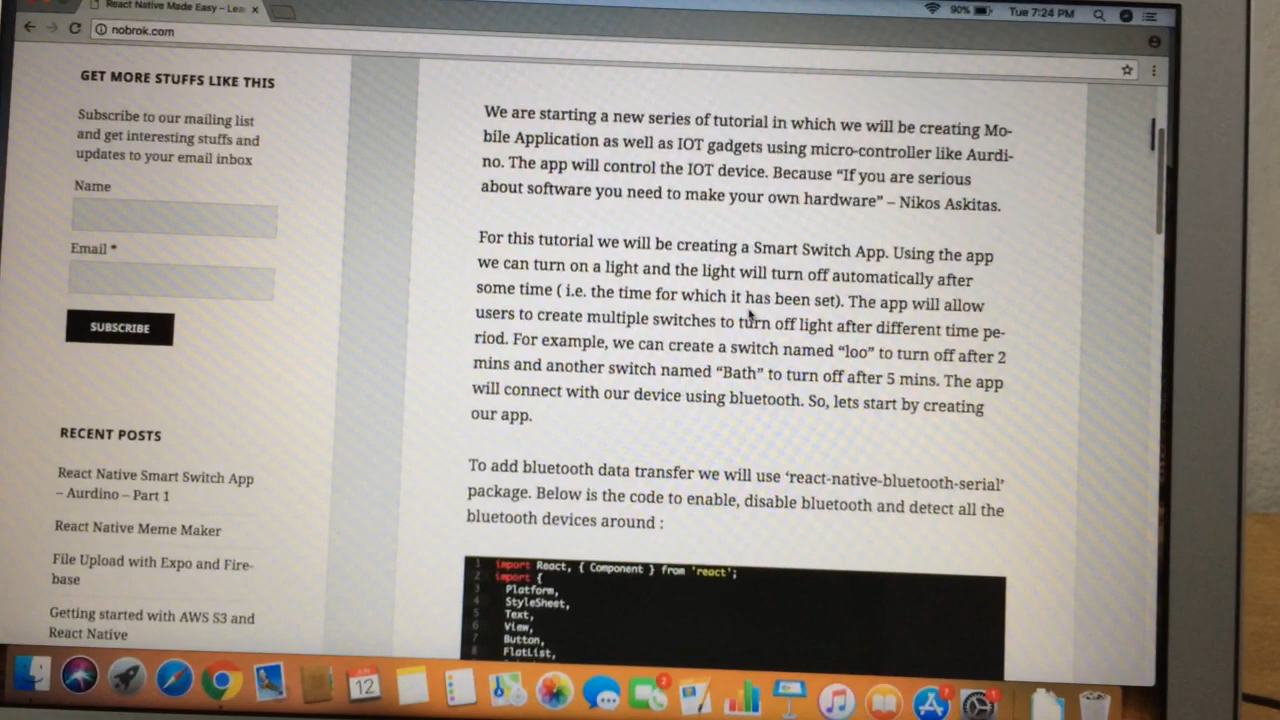 React Native Made Easy – Lea
90%
Tue 7:24 PM
nobrok.com
GET MORE STUFFS LIKE THIS
Subscribe to our mailing list
and get interesting stuffs and
updates to your email inbox
Name
Email *
SUBSCRIBE
RECENT POSTS
React Native Smart Switch App
– Aurdino – Part 1
React Native Meme Maker
File Upload with Expo and Fire-
base
Getting started with AWS S3 and
React Native
We are starting a new series of tutorial in which we will be creating Mo-
bile Application as well as IOT gadgets using micro-controller like Aurdi-
no. The app will control the IOT device. Because “If you are serious
about software you need to make your own hardware” – Nikos Askitas.
For this tutorial we will be creating a Smart Switch App. Using the app
we can turn on a light and the light will turn off automatically after
some time ( i.e. the time for which it has been set). The app will allow
users to create multiple switches to turn off light after different time pe-
riod. For example, we can create a switch named “loo” to turn off after 2
mins and another switch named “Bath” to turn off after 5 mins. The app
will connect with our device using bluetooth. So, lets start by creating
our app.
To add bluetooth data transfer we will use ‘react-native-bluetooth-serial’
package. Below is the code to enable, disable bluetooth and detect all the
bluetooth devices around :
1 import React, { Component } from 'react';
2 import {
3 Platform,
4 StyleSheet,
5 Text,
6 View,
7 Button,
8 FlatList,
12
2
7
1